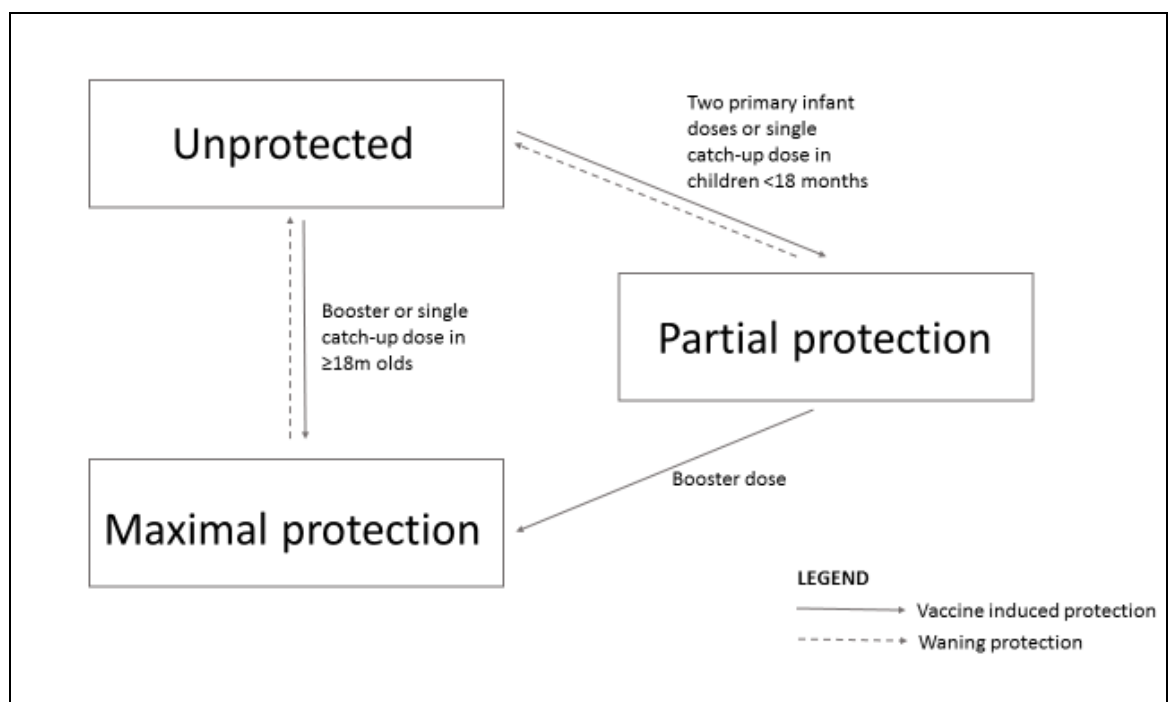 Unprotected
Two primary infant
doses or single
catch-up dose in
children <18 months
Booster or single
catch-up dose in
≥18m olds
Partial protection
Booster dose
Maximal protection
LEGEND
Vaccine induced protection
Waning protection